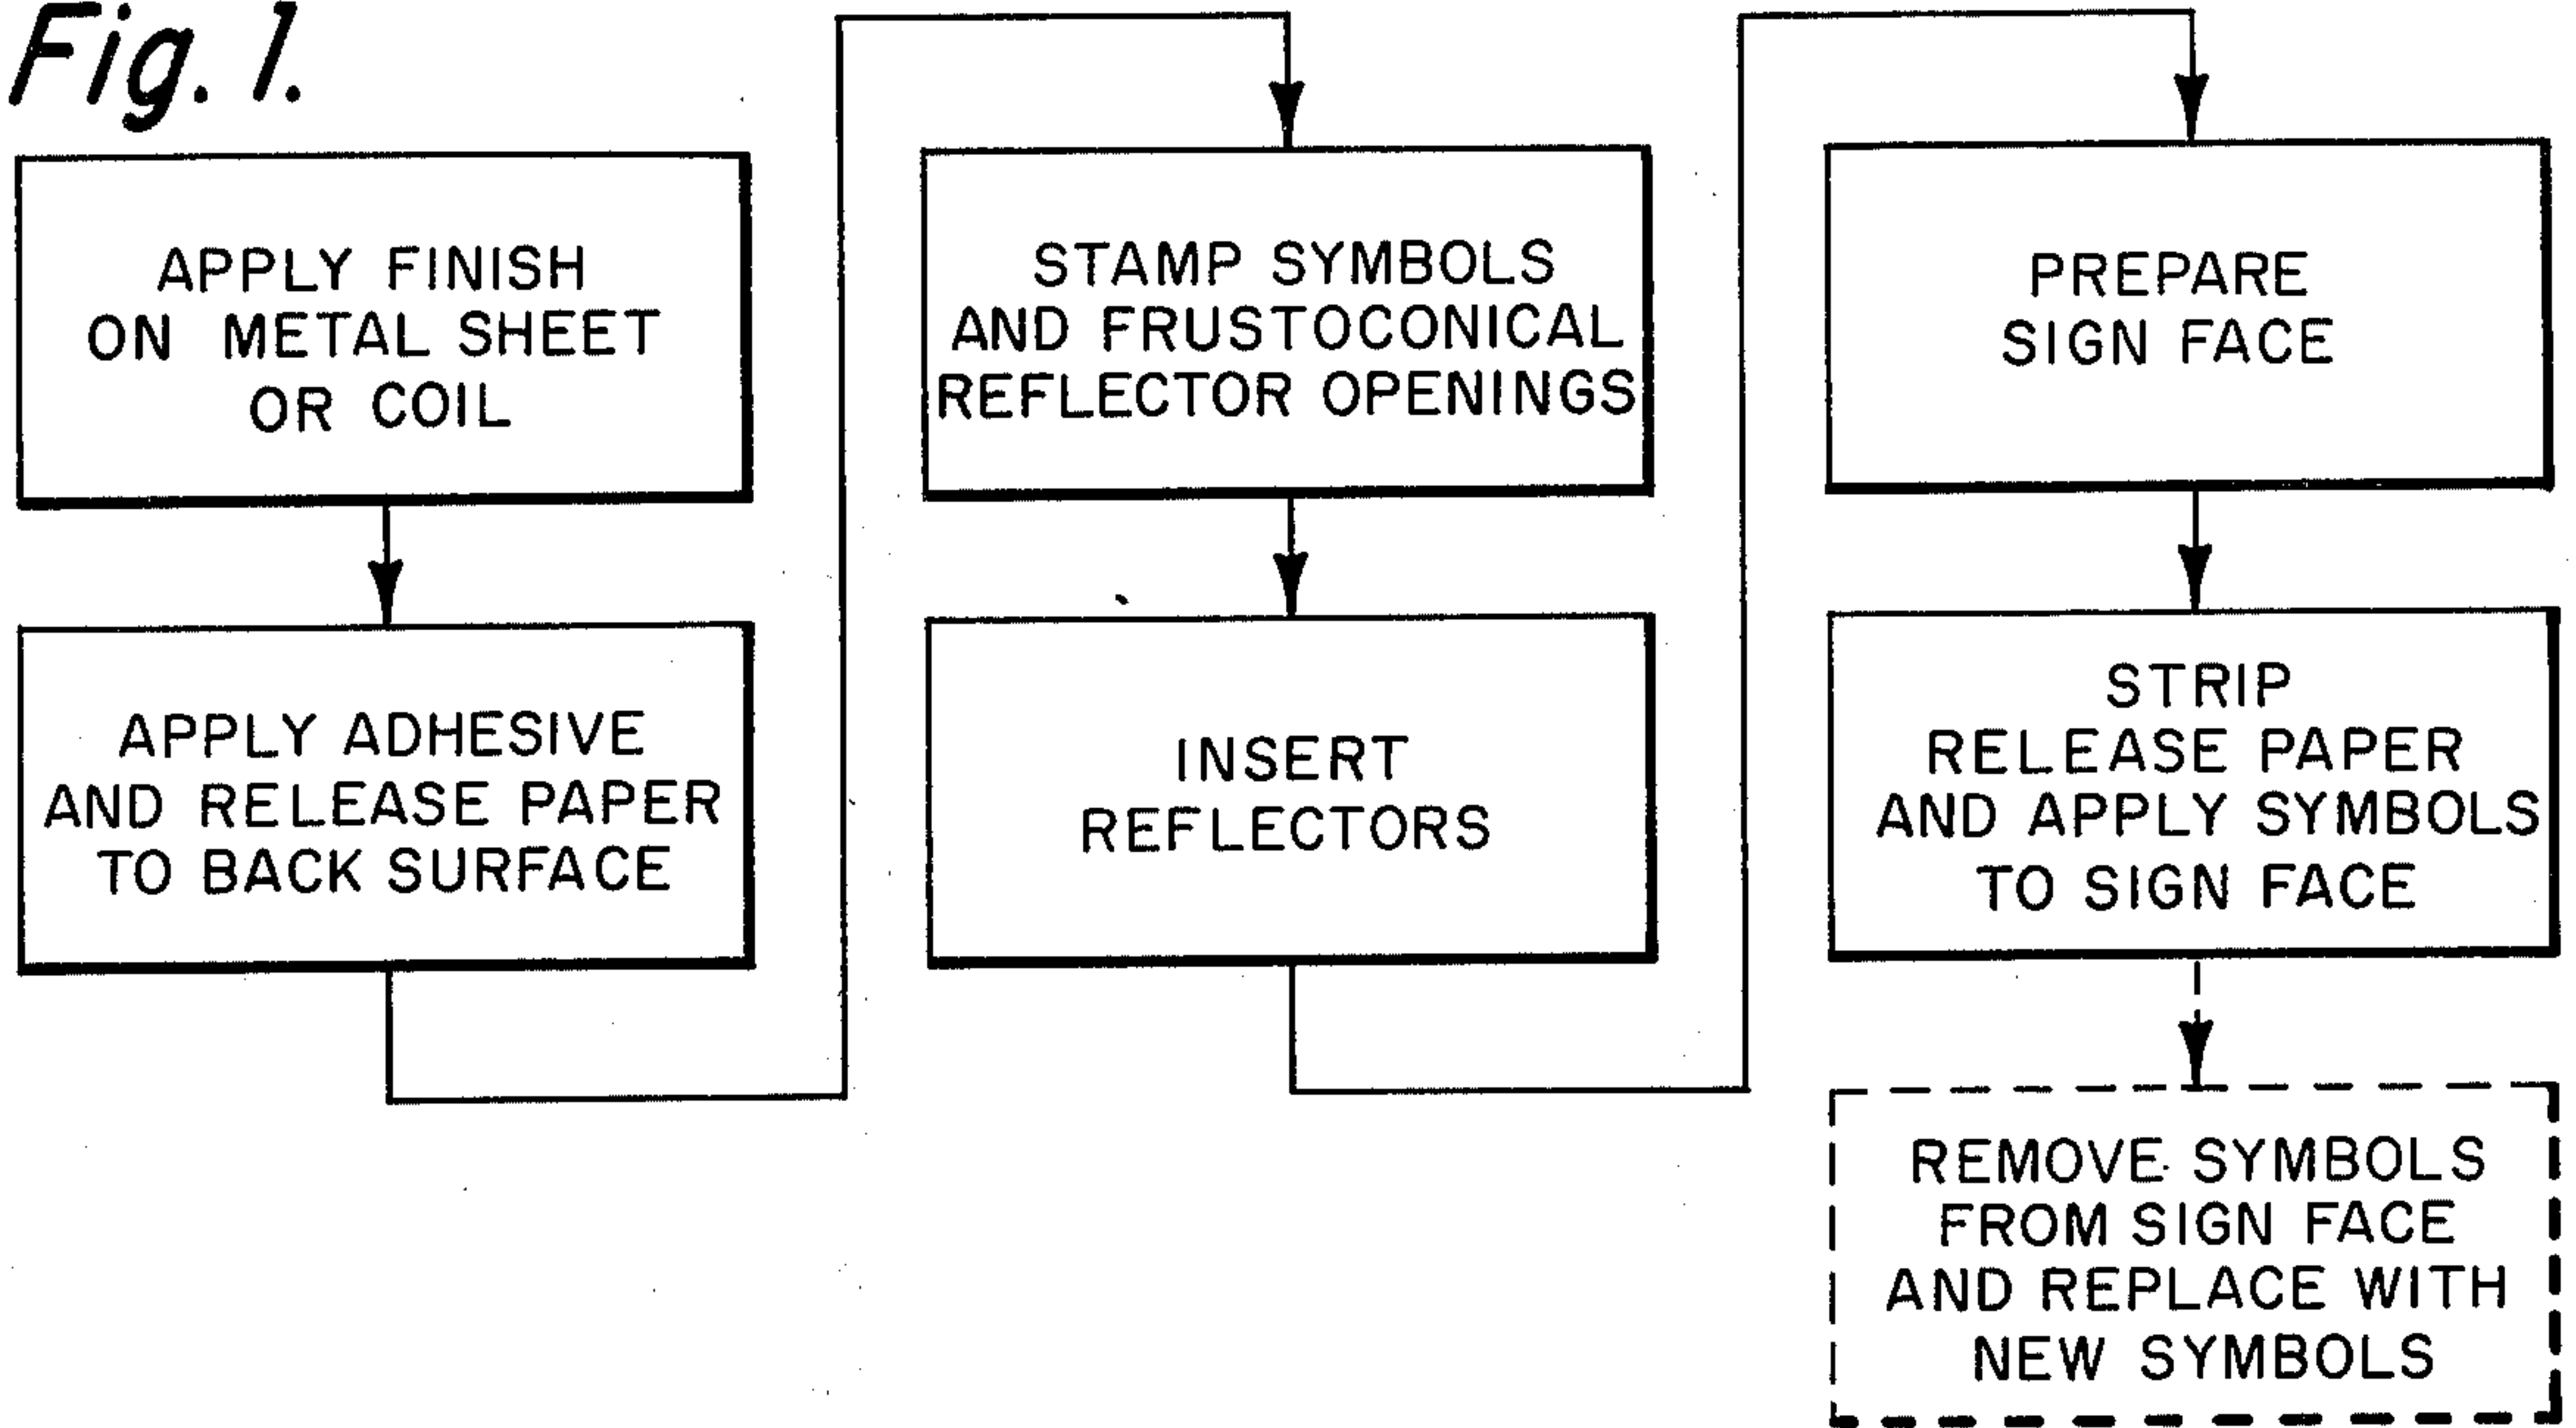 Fig. 1.
APPLY FINISH
ON METAL SHEET
OR COIL
APPLY ADHESIVE
AND RELEASE PAPER
TO BACK SURFACE
STAMP SYMBOLS
AND FRUSTOCONICAL
REFLECTOR OPENINGS
INSERT
REFLECTORS
PREPARE
SIGN FACE
STRIP
RELEASE PAPER
AND APPLY SYMBOLS
TO SIGN FACE
REMOVE SYMBOLS
FROM SIGN FACE
AND REPLACE WITH
NEW SYMBOLS